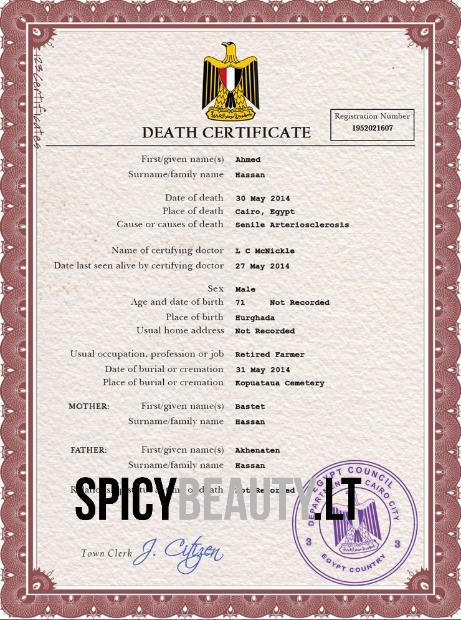 123Certificates
DEATH CERTIFICATE
Registration Number
1952021607
First/given name(s) Ahmed
Surname/family name Hassan
Date of death 30 May 2014
Place of death Cairo, Egypt
Cause or causes of death Senile Arteriosclerosis
Name of certifying doctor L C McNickle
Date last seen alive by certifying doctor 27 May 2014
Sex Male
Age and date of birth 71 Not Recorded
Place of birth Hurghada
Usual home address Not Recorded
Usual occupation, profession or job Retired Farmer
Date of burial or cremation 31 May 2014
Place of burial or cremation Kopuataua Cemetery
MOTHER: First/given name(s) Bastet
Surname/family name Hassan
FATHER: First/given name(s) Akhenaten
Surname/family name Hassan
death Not Recorded
SPICYBEAUTY.LT
EGYPT COUNCIL
CAIRO CITY
3 3
EGYPT COUNTRY
Town Clerk J. Citizen